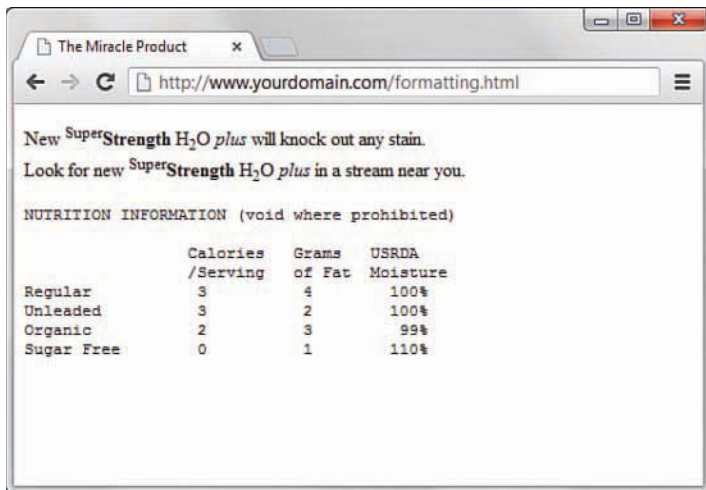 The Miracle Product
http://www.yourdomain.com/formatting.html
New SuperStrength H2O plus will knock out any stain.
Look for new SuperStrength H2O plus in a stream near you.
NUTRITION INFORMATION (void where prohibited)
Calories Grams USRDA
/Serving of Fat Moisture
Regular 3 4 100%
Unleaded 3 2 100%
Organic 2 3 99%
Sugar Free 0 1 110%